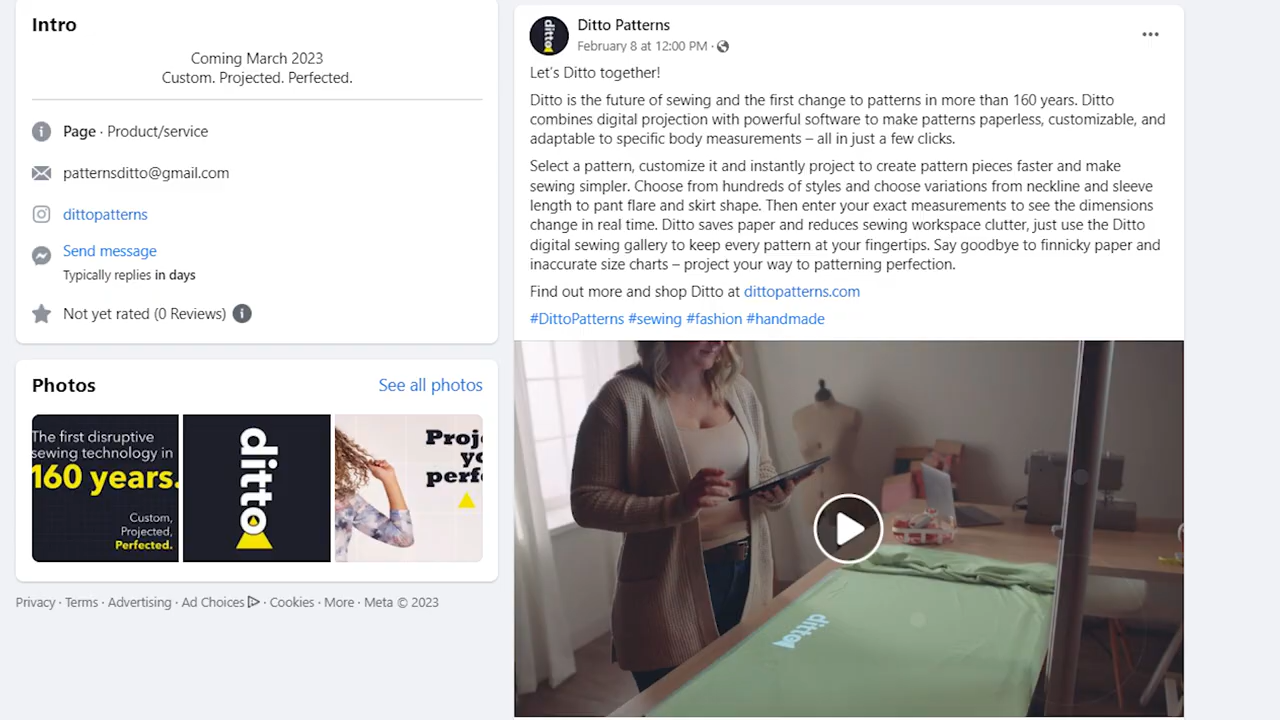 Intro
Coming March 2023
Custom. Projected. Perfected.
Page · Product/service
patternsditto@gmail.com
dittopatterns
Send message
Typically replies in days
Not yet rated (0 Reviews)
Photos
See all photos
The first disruptive
sewing technology in
160 years.
Custom,
Projected,
Perfected.
ditto
Proj
yo
perfe
Privacy · Terms · Advertising · Ad Choices · Cookies · More · Meta © 2023
ditto
Ditto Patterns
February 8 at 12:00 PM ·
Let's Ditto together!
Ditto is the future of sewing and the first change to patterns in more than 160 years. Ditto
combines digital projection with powerful software to make patterns paperless, customizable, and
adaptable to specific body measurements – all in just a few clicks.
Select a pattern, customize it and instantly project to create pattern pieces faster and make
sewing simpler. Choose from hundreds of styles and choose variations from neckline and sleeve
length to pant flare and skirt shape. Then enter your exact measurements to see the dimensions
change in real time. Ditto saves paper and reduces sewing workspace clutter, just use the Ditto
digital sewing gallery to keep every pattern at your fingertips. Say goodbye to finnicky paper and
inaccurate size charts – project your way to patterning perfection.
Find out more and shop Ditto at dittopatterns.com
#DittoPatterns #sewing #fashion #handmade
ditto